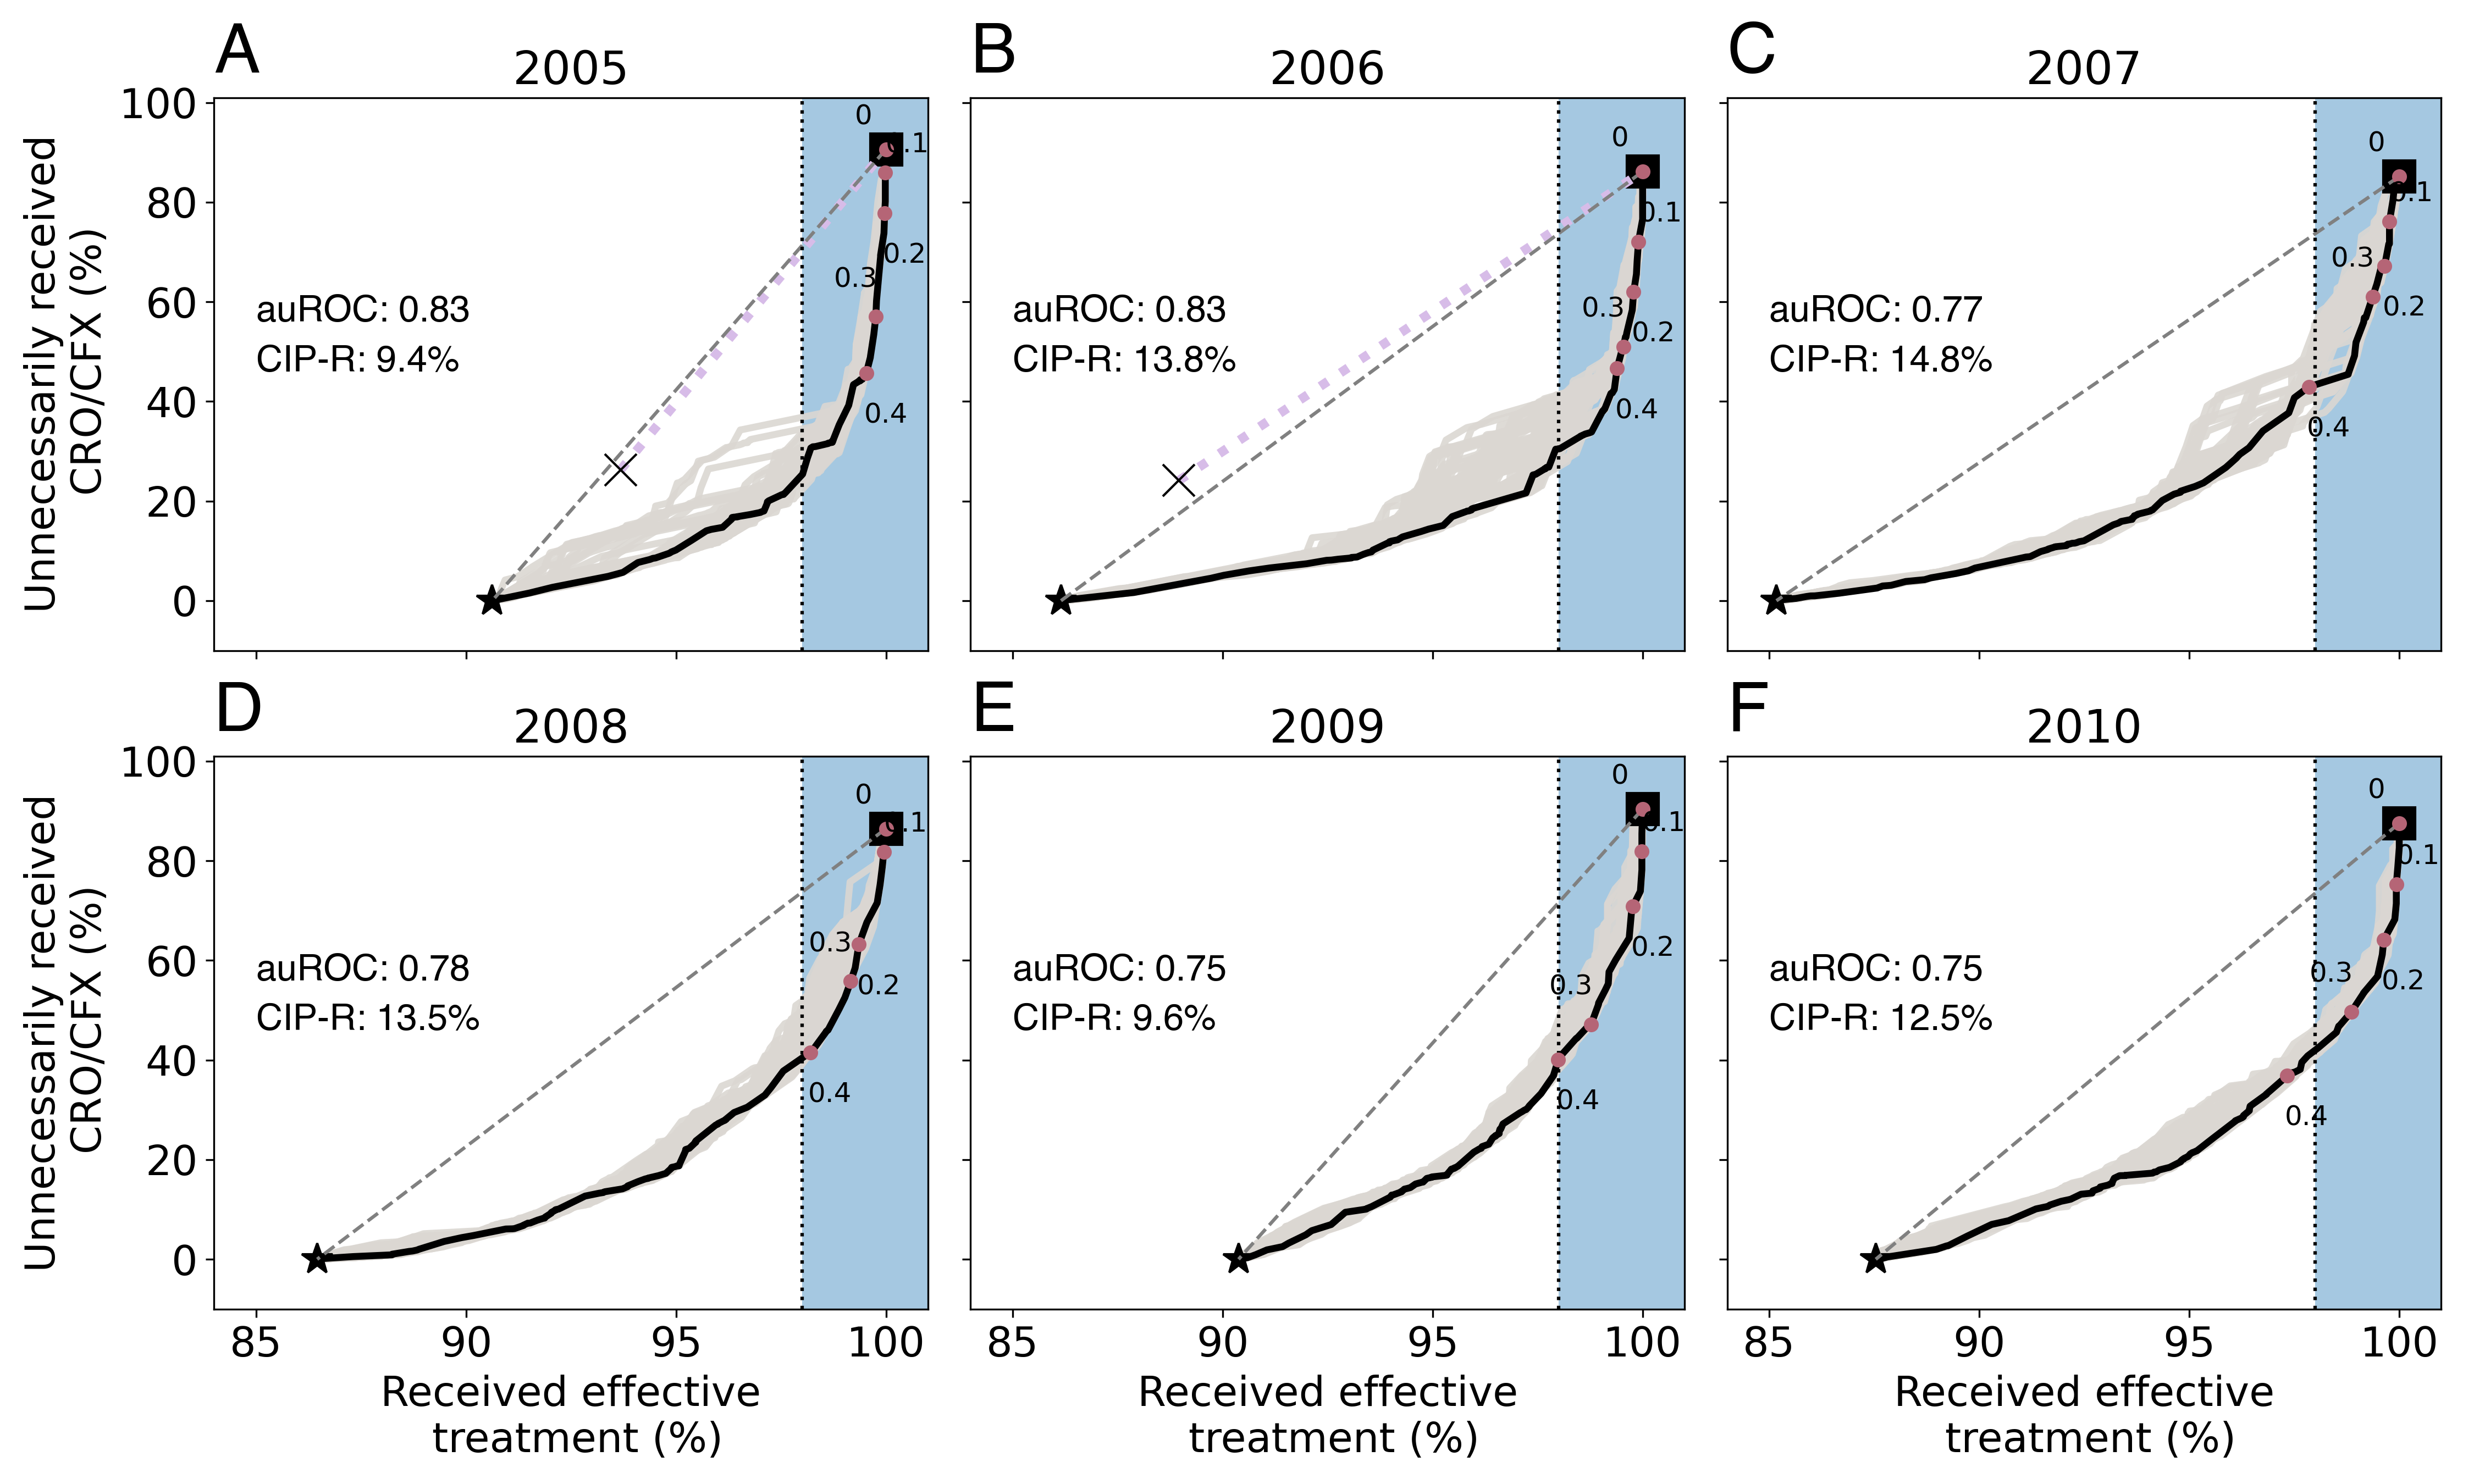 A
2005
B
2006
C
2007
Unnecessarily received
CRO/CFX (%)
100
80
60
40
20
0
0
0.1
0.2
0.3
0.4
auROC: 0.83
CIP-R: 9.4%
0
0.1
0.3
0.2
0.4
auROC: 0.83
CIP-R: 13.8%
0
0.1
0.3
0.2
0.4
auROC: 0.77
CIP-R: 14.8%
D
2008
E
2009
F
2010
Unnecessarily received
CRO/CFX (%)
100
80
60
40
20
0
0
0.1
0.3
0.2
0.4
auROC: 0.78
CIP-R: 13.5%
0
0.1
0.2
0.3
0.4
auROC: 0.75
CIP-R: 9.6%
0
0.1
0.3
0.2
0.4
auROC: 0.75
CIP-R: 12.5%
85 90 95 100
85 90 95 100
85 90 95 100
Received effective
treatment (%)
Received effective
treatment (%)
Received effective
treatment (%)